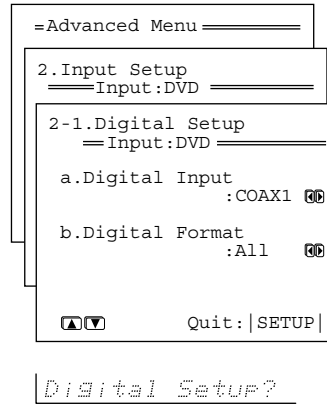 Advanced Menu
2.Input Setup
Input:DVD
2-1.Digital Setup
Input:DVD
a.Digital Input
:COAX1
b.Digital Format
:All
Quit:|SETUP|
Digital Setup?